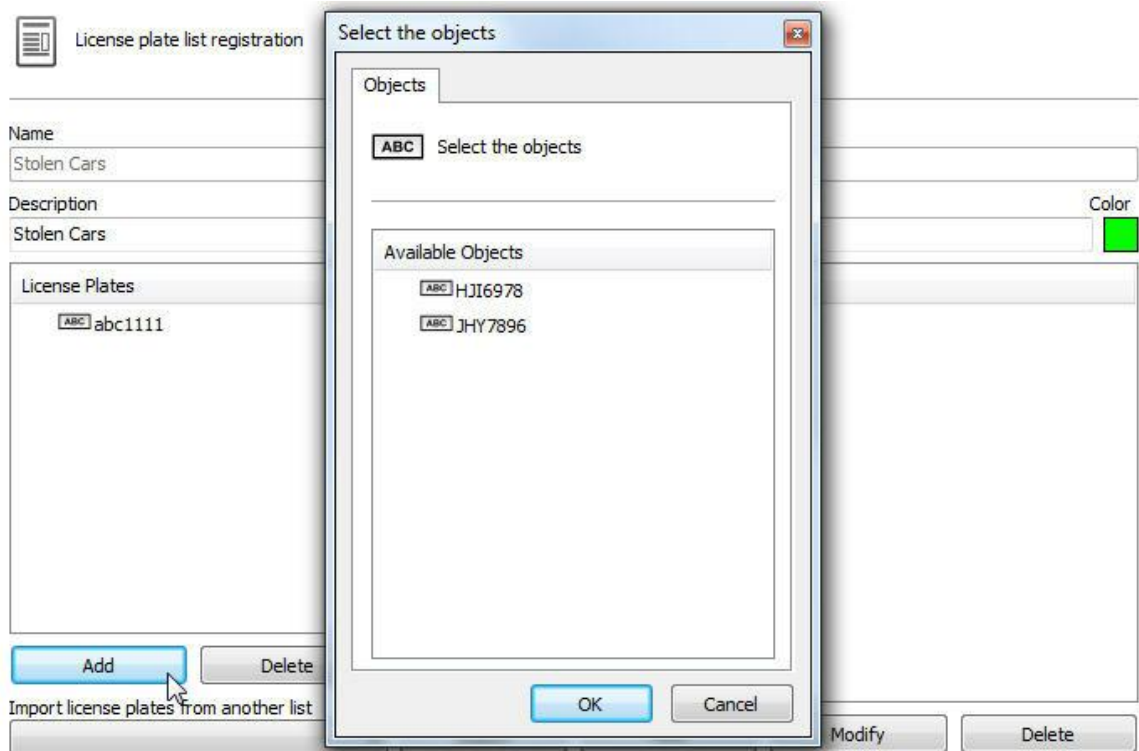 License plate list registration
Name
Stolen Cars
Description
Color
Stolen Cars
License Plates
ABC abc1111
Add
Delete
Import license plates from another list
Modify
Delete
Select the objects
Objects
ABC Select the objects
Available Objects
ABC HJI6978
ABC JHY7896
OK
Cancel